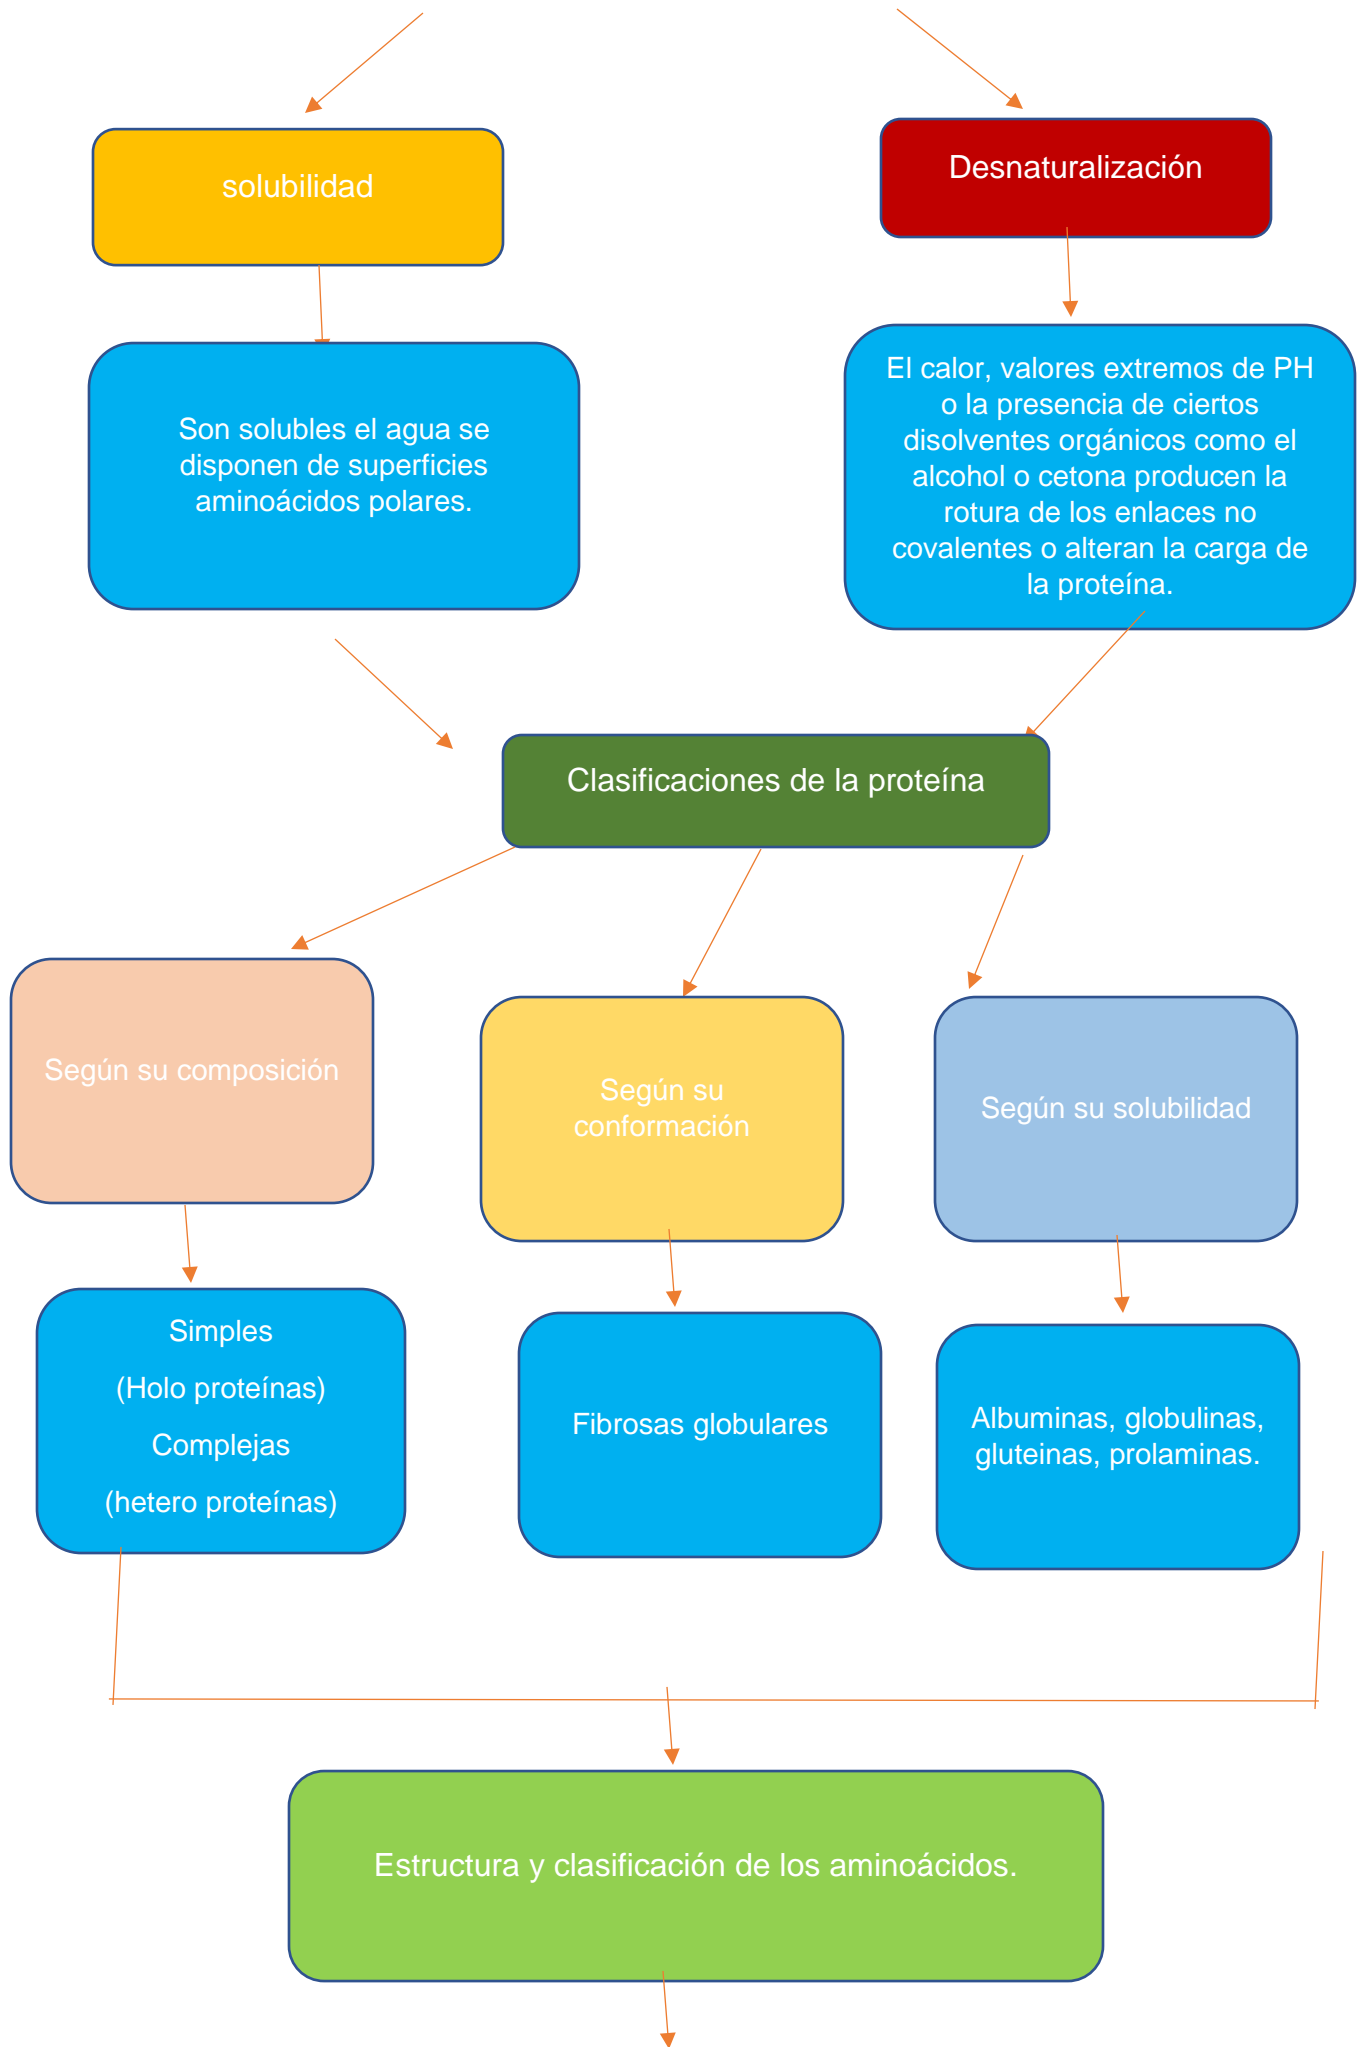 solubilidad
Desnaturalización
Son solubles el agua se
disponen de superficies
aminoácidos polares.
El calor, valores extremos de PH
o la presencia de ciertos
disolventes orgánicos como el
alcohol o cetona producen la
rotura de los enlaces no
covalentes o alteran la carga de
la proteína.
Clasificaciones de la proteína
Según su composición
Según su
conformación
Según su solubilidad
Simples
(Holo proteínas)
Complejas
(hetero proteínas)
Fibrosas globulares
Albuminas, globulinas,
gluteinas, prolaminas.
Estructura y clasificación de los aminoácidos.